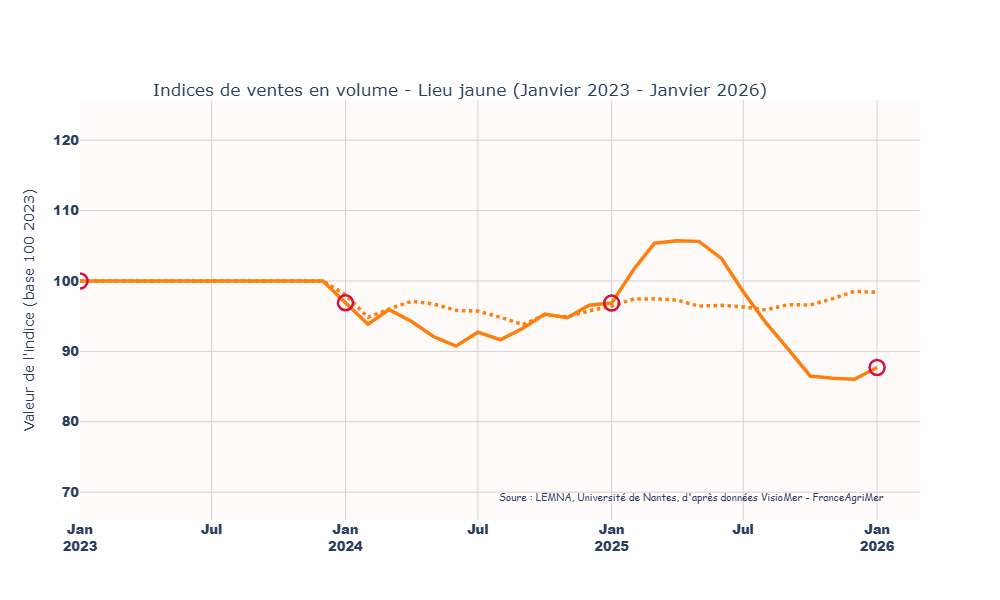 Indices de ventes en volume - Lieu jaune (Janvier 2023 - Janvier 2026)
Valeur de l'indice (base 100 2023)
120
110
100
90
80
70
Soure : LEMNA, Université de Nantes, d'après données VisioMer - FranceAgriMer
Jan Jul Jan Jul Jan Jul Jan
2023 2024 2025 2026